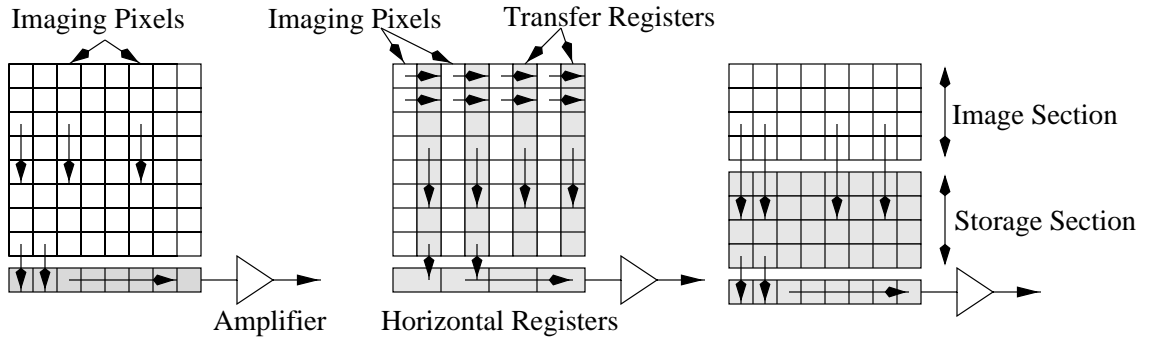 Imaging Pixels
Imaging Pixels
Transfer Registers
Image Section
Storage Section
Amplifier
Horizontal Registers